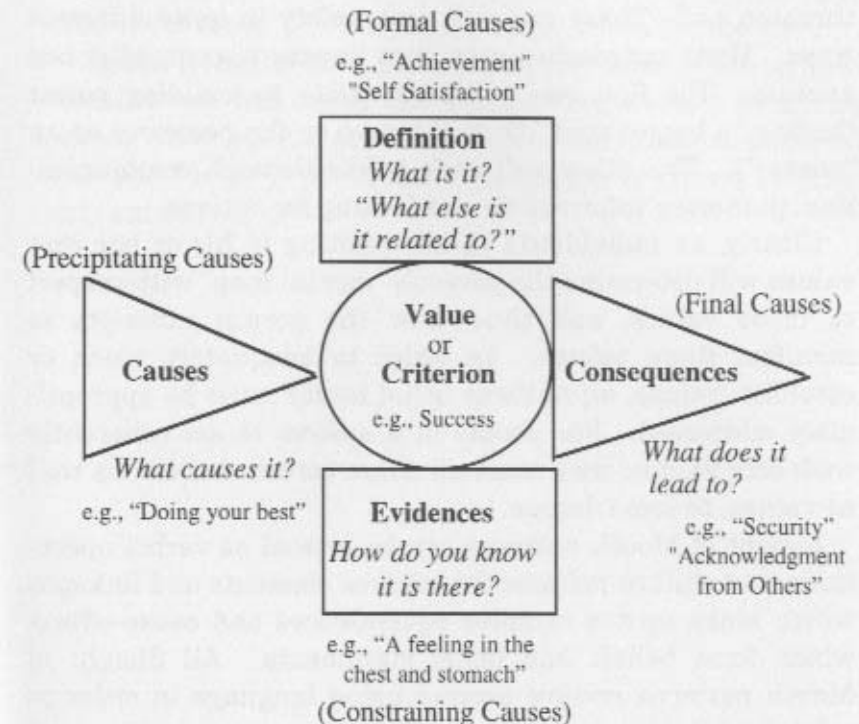 (Formal Causes)
e.g., "Achievement"
"Self Satisfaction"
Definition
What is it?
“What else is
it related to?”
(Precipitating Causes)
Causes
What causes it?
e.g., “Doing your best”
Value
or
Criterion
e.g., Success
(Final Causes)
Consequences
What does it
lead to?
e.g., “Security”
"Acknowledgment
from Others”
Evidences
How do you know
it is there?
e.g., “A feeling in the
chest and stomach”
(Constraining Causes)